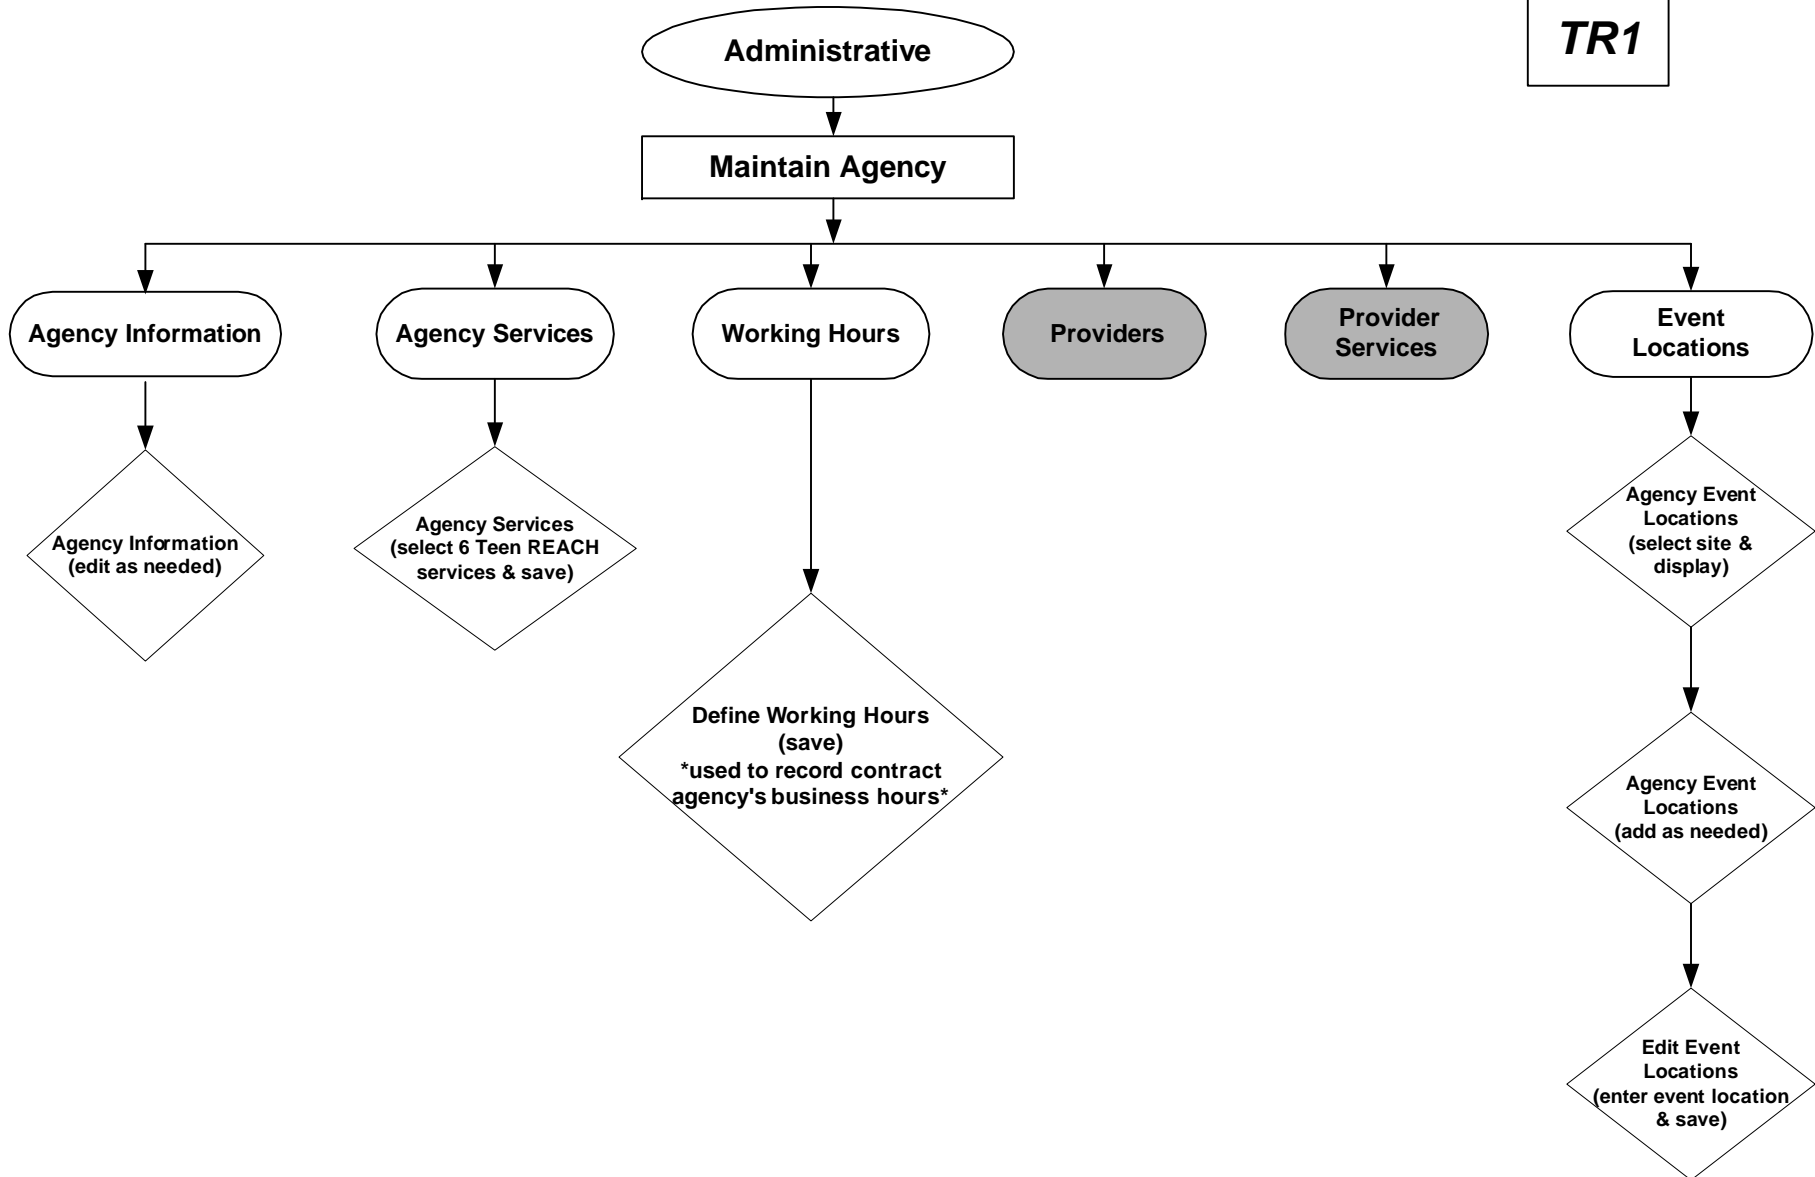 TR1
Administrative
Maintain Agency
Agency Information
Agency Services
Working Hours
Providers
Provider
Services
Event
Locations
Agency Information
(edit as needed)
Agency Services
(select 6 Teen REACH
services & save)
Define Working Hours
(save)
*used to record contract
agency's business hours*
Agency Event
Locations
(select site &
display)
Agency Event
Locations
(add as needed)
Edit Event
Locations
(enter event location
& save)